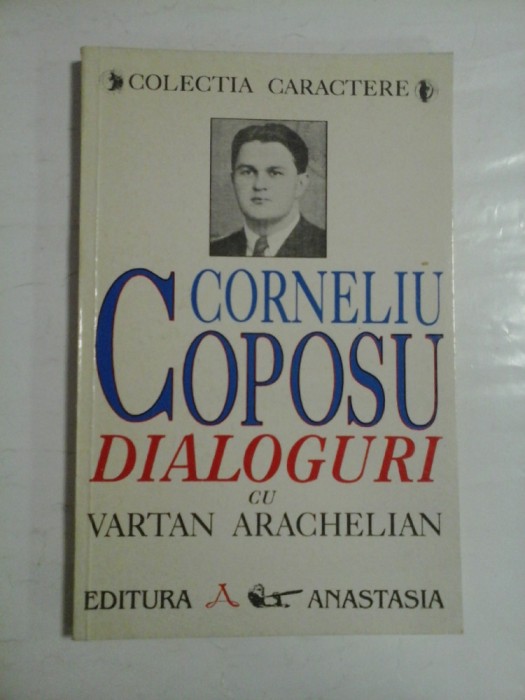 COLECTIA CARACTERE
CORNELIU
COPOSU
DIALOGURI
CU
VARTAN ARACHELIAN
EDITURA A ANASTASIA